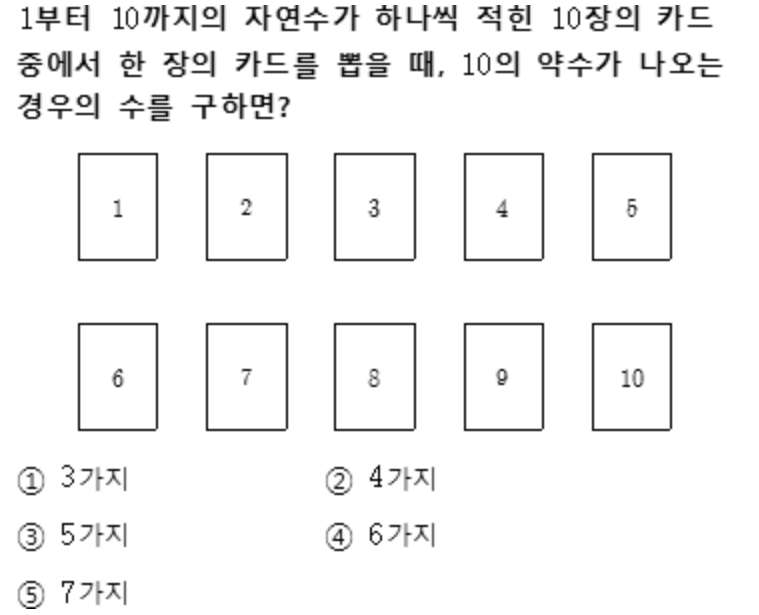 1부터 10까지의 자연수가 하나씩 적힌 10장의 카드
중에서 한 장의 카드를 뽑을 때, 10의 약수가 나오는
경우의 수를 구하면?
1 2 3 4 5
6 7 8 9 10
① 3가지 ② 4가지
③ 5가지 ④ 6가지
⑤ 7가지